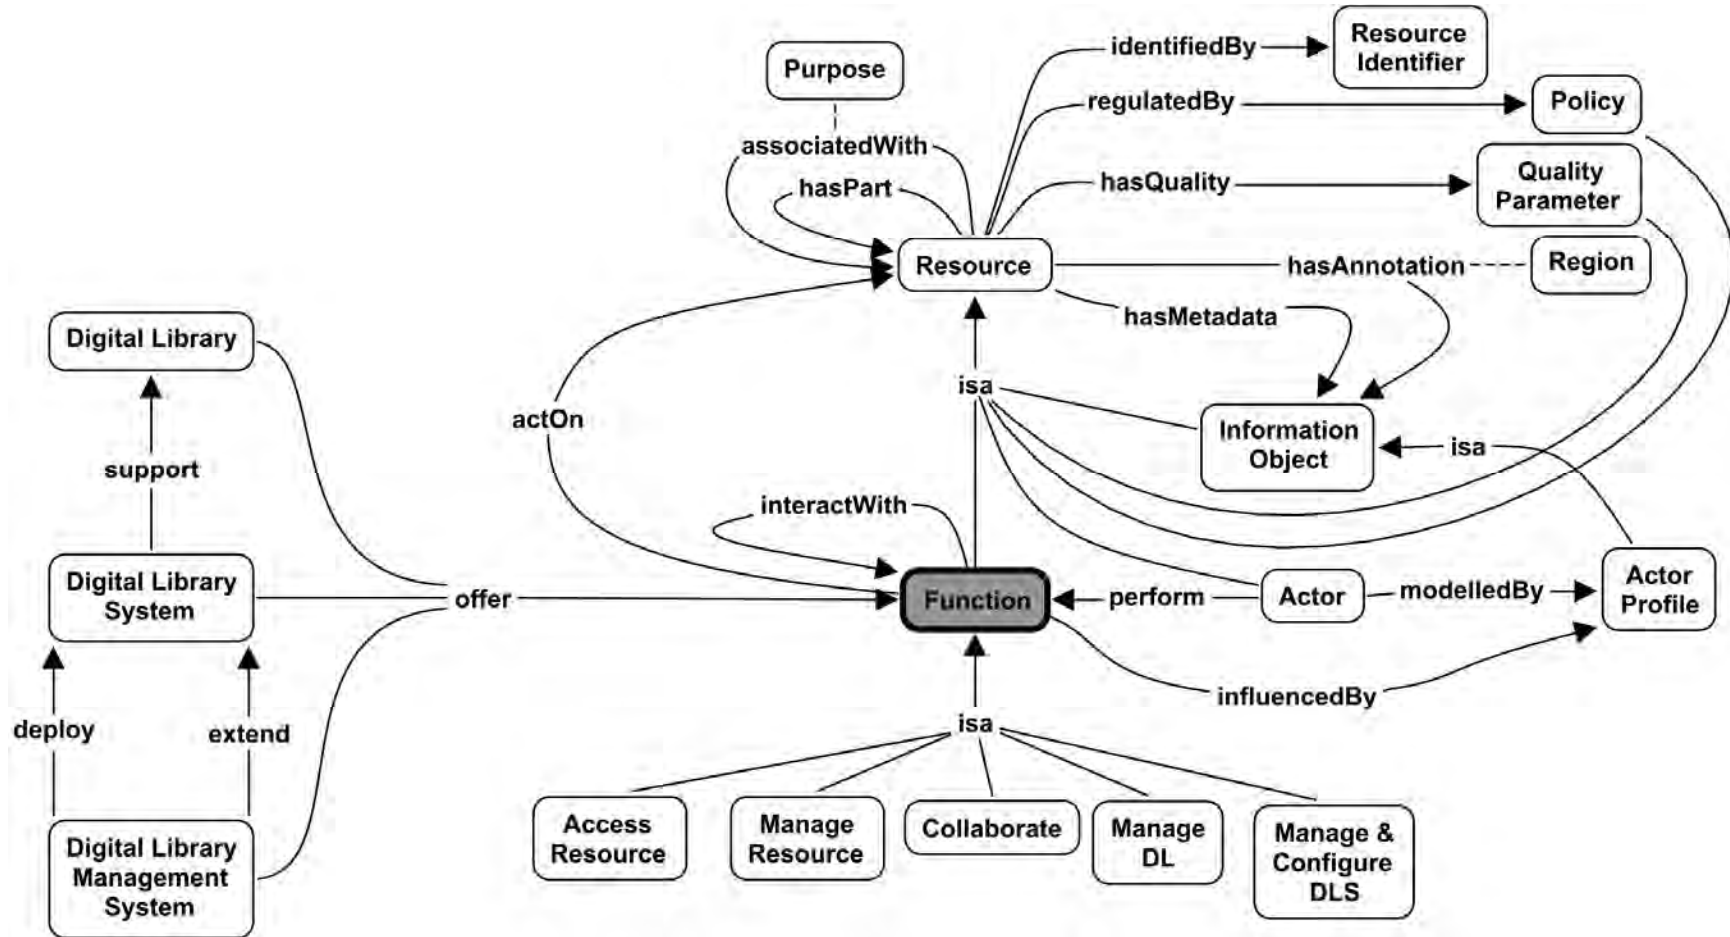 identifiedBy
Resource
Identifier
Purpose
regulatedBy
Policy
associatedWith
hasPart
hasQuality
Quality
Parameter
Resource
hasAnnotation
Region
hasMetadata
Digital Library
isa
actOn
Information
Object
isa
support
interactWith
Digital Library
System
offer
Function
perform
Actor
modelledBy
Actor
Profile
influencedBy
deploy
extend
isa
Digital Library
Management
System
Access
Resource
Manage
Resource
Collaborate
Manage
DL
Manage &
Configure
DLS